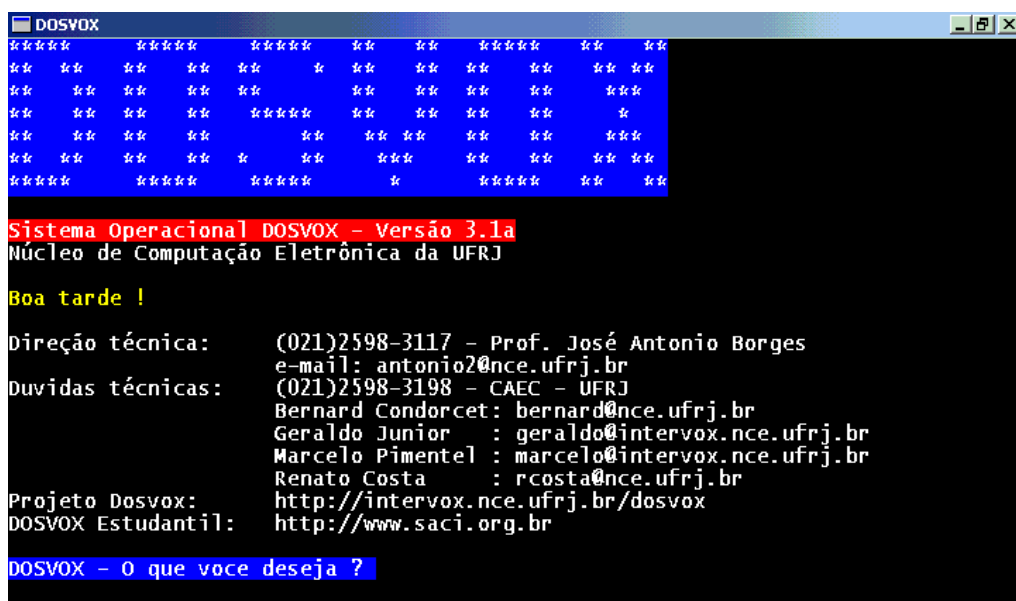 DOSVOX
DOSVOX
Sistema Operacional DOSVOX - Versão 3.1a
Núcleo de Computação Eletrônica da UFRJ
Boa tarde !
Direção técnica: (021)2598-3117 - Prof. José Antonio Borges
e-mail: antonio2@nce.ufrj.br
Duvidas técnicas: (021)2598-3198 - CAEC - UFRJ
Bernard Condorcet: bernard@nce.ufrj.br
Geraldo Junior : geraldo@intervox.nce.ufrj.br
Marcelo Pimentel : marcelo@intervox.nce.ufrj.br
Renato Costa : rcosta@nce.ufrj.br
Projeto Dosvox: http://intervox.nce.ufrj.br/dosvox
DOSVOX Estudantil: http://www.saci.org.br
DOSVOX - O que voce deseja ?